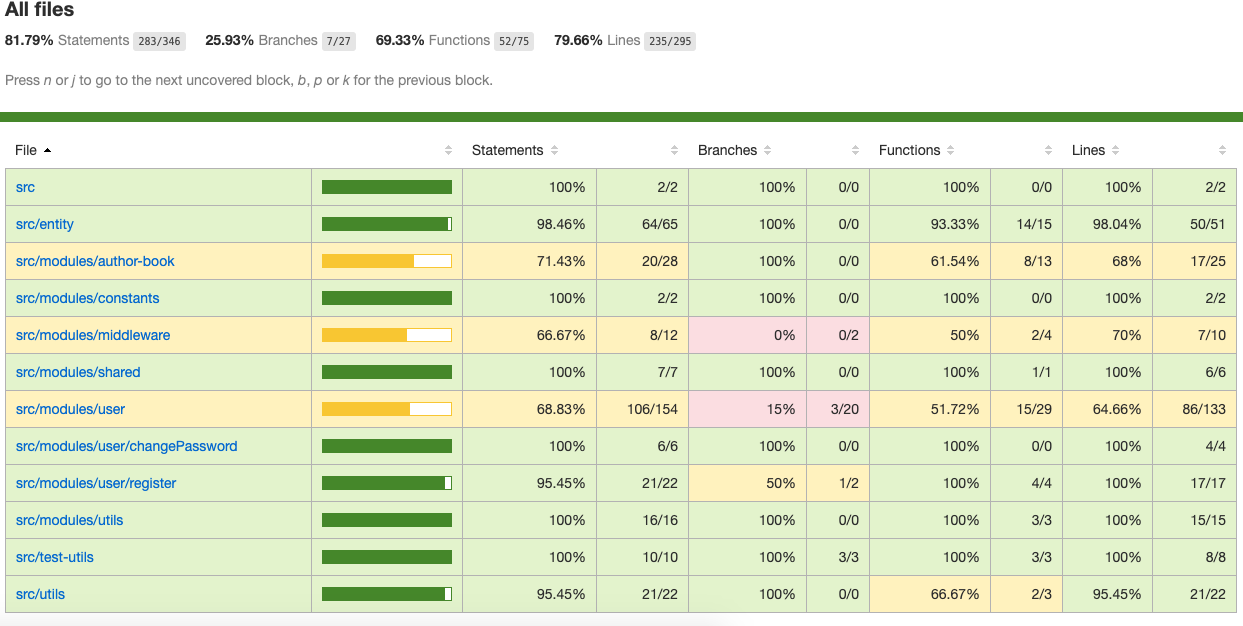 All files
81.79% Statements 283/346 25.93% Branches 7/27 69.33% Functions 52/75 79.66% Lines 235/295
Press n or j to go to the next uncovered block, b, p or k for the previous block.
File Statements Branches Functions Lines
src 100% 2/2 100% 0/0 100% 0/0 100% 2/2
src/entity 98.46% 64/65 100% 0/0 93.33% 14/15 98.04% 50/51
src/modules/author-book 71.43% 20/28 100% 0/0 61.54% 8/13 68% 17/25
src/modules/constants 100% 2/2 100% 0/0 100% 0/0 100% 2/2
src/modules/middleware 66.67% 8/12 0% 0/2 50% 2/4 70% 7/10
src/modules/shared 100% 7/7 100% 0/0 100% 1/1 100% 6/6
src/modules/user 68.83% 106/154 15% 3/20 51.72% 15/29 64.66% 86/133
src/modules/user/changePassword 100% 6/6 100% 0/0 100% 0/0 100% 4/4
src/modules/user/register 95.45% 21/22 50% 1/2 100% 4/4 100% 17/17
src/modules/utils 100% 16/16 100% 0/0 100% 3/3 100% 15/15
src/test-utils 100% 10/10 100% 3/3 100% 3/3 100% 8/8
src/utils 95.45% 21/22 100% 0/0 66.67% 2/3 95.45% 21/22